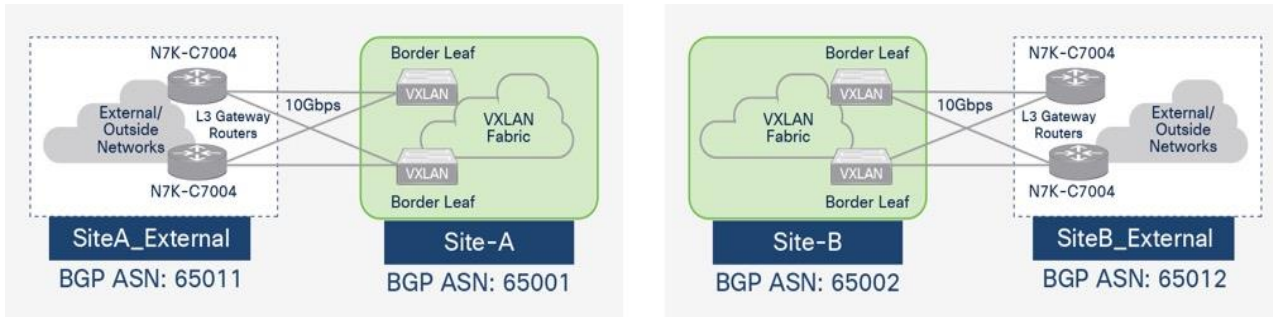 N7K-C7004
External/
Outside
Networks
L3 Gateway
Routers
N7K-C7004
10Gbps
Border Leaf
VXLAN
VXLAN
Fabric
VXLAN
Border Leaf
SiteA_External
BGP ASN: 65011
Site-A
BGP ASN: 65001
Border Leaf
VXLAN
VXLAN
Fabric
VXLAN
Border Leaf
10Gbps
N7K-C7004
L3 Gateway
Routers
External/
Outside
Networks
N7K-C7004
Site-B
BGP ASN: 65002
SiteB_External
BGP ASN: 65012